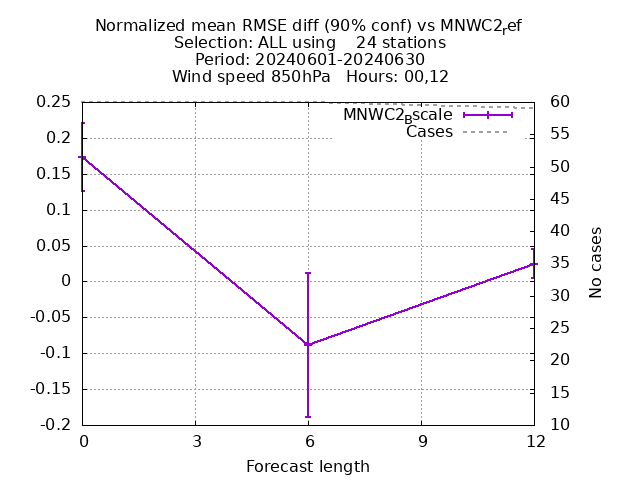 Normalized mean RMSE diff (90% conf) vs MNWC2ref
Selection: ALL using    24 stations
Period: 20240601-20240630
Wind speed 850hPa   Hours: 00,12
MNWC2Bscale
Cases
0.25
0.2
0.15
0.1
0.05
0
-0.05
-0.1
-0.15
-0.2
60
55
50
45
40
35
30
25
20
15
10
No cases
0 3 6 9 12
Forecast length